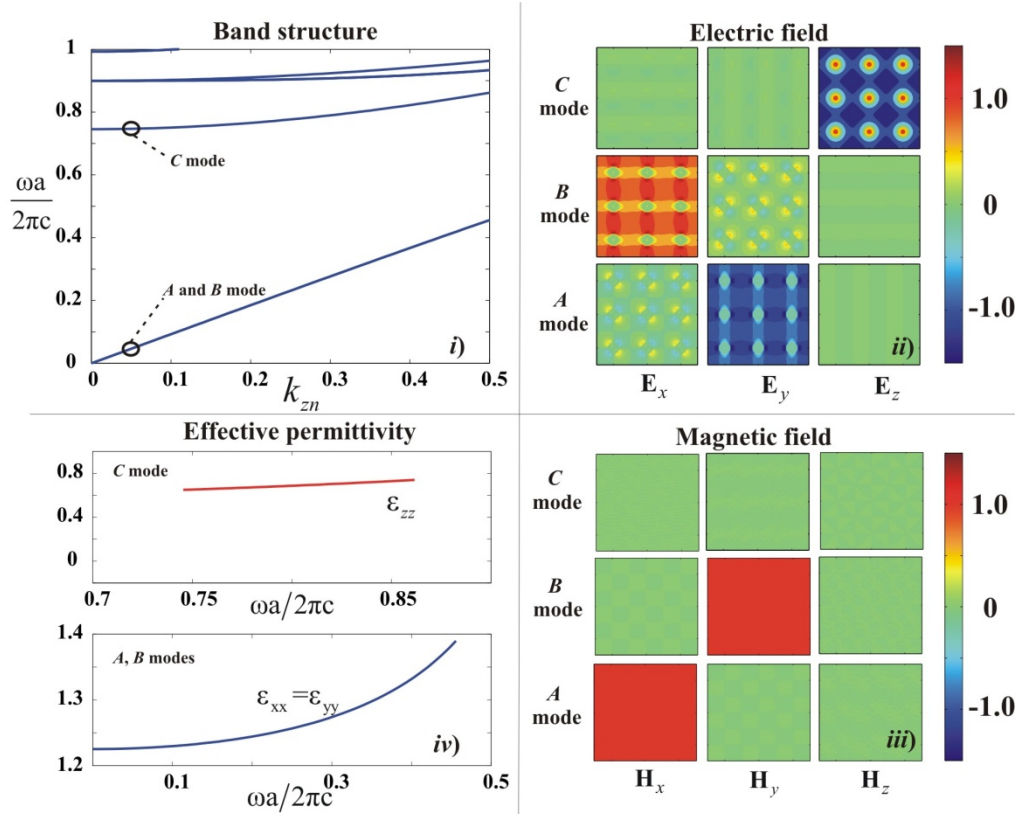 Band structure
1
0.8
0.6
0.4
0.2
0
ωa
2πc
C mode
A and B mode
i)
0 0.1 0.2 0.3 0.4 0.5
k_zn
Electric field
C
mode
B
mode
A
mode
ii)
E_x E_y E_z
1.0
0
-1.0
Effective permittivity
0.8
0.4
0
C mode
ε_zz
0.7 0.75 0.85
ωa/2πc
1.4
1.3
1.2
A, B modes
ε_xx=ε_yy
iv)
0.1 0.3 0.5
ωa/2πc
Magnetic field
C
mode
B
mode
A
mode
iii)
H_x H_y H_z
1.0
0
-1.0